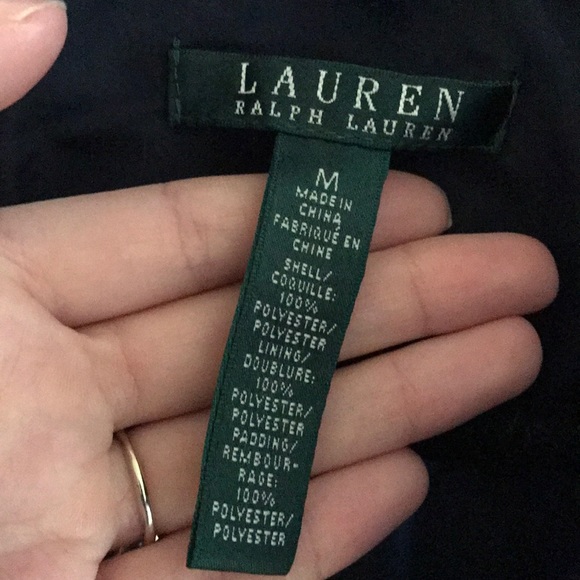 LAUREN
RALPH LAUREN
M
MADE IN
CHINA
FABRIQUÉ EN
CHINE
SHELL/
COQUILLE:
100%
POLYESTER/
POLYESTER
LINING/
DOUBLURE:
100%
POLYESTER/
POLYESTER
PADDING/
REMBOUR-
RAGE:
100%
POLYESTER/
POLYESTER